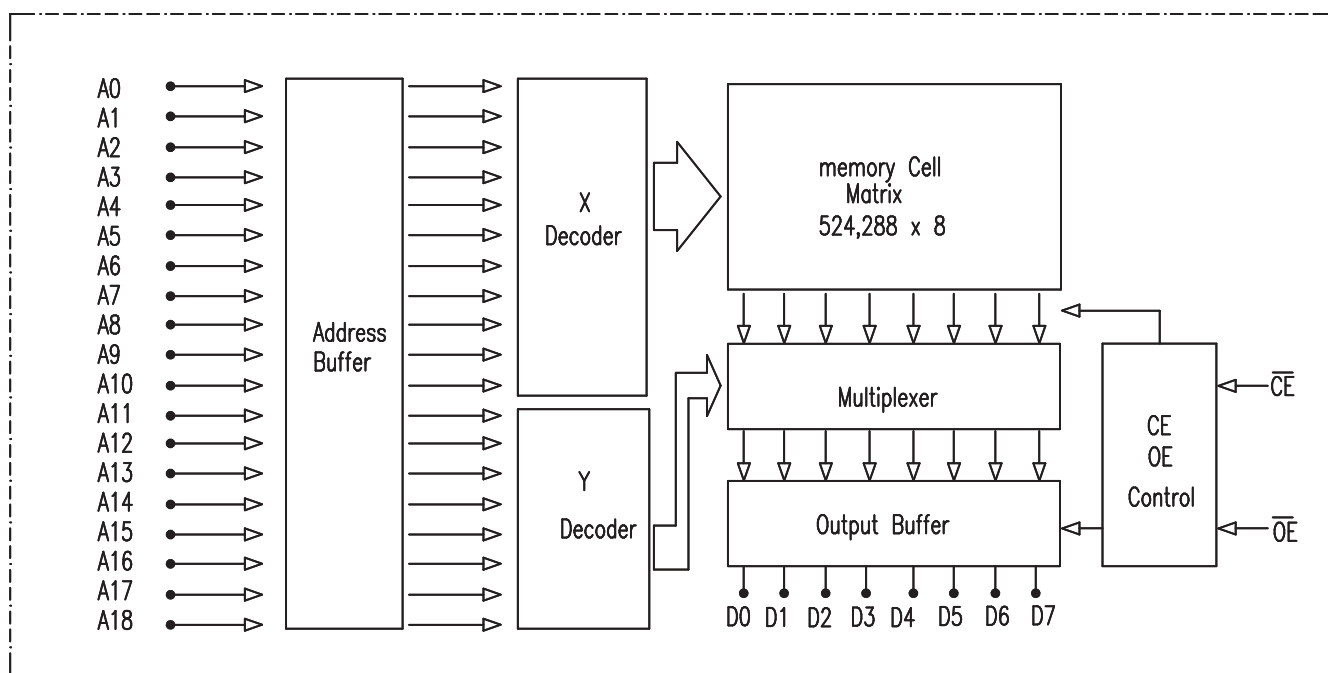 A0
A1
A2
A3
A4
A5
A6
A7
A8
A9
A10
A11
A12
A13
A14
A15
A16
A17
A18
Address
Buffer
X
Decoder
Y
Decoder
memory Cell
Matrix
524,288 x 8
Multiplexer
Output Buffer
D0 D1 D2 D3 D4 D5 D6 D7
CE
OE
Control
C̅E̅
O̅E̅